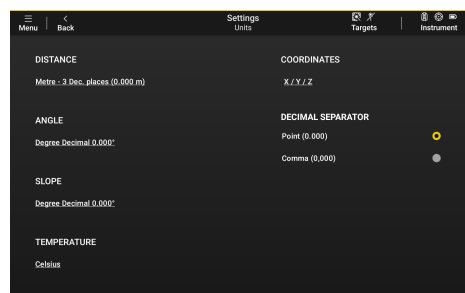 Menu
Back
Settings
Units
Targets
Instrument
DISTANCE
Metre - 3 Dec. places (0.000 m)
ANGLE
Degree Decimal 0.000°
SLOPE
Degree Decimal 0.000°
TEMPERATURE
Celsius
COORDINATES
X / Y / Z
DECIMAL SEPARATOR
Point (0.000)
Comma (0,000)